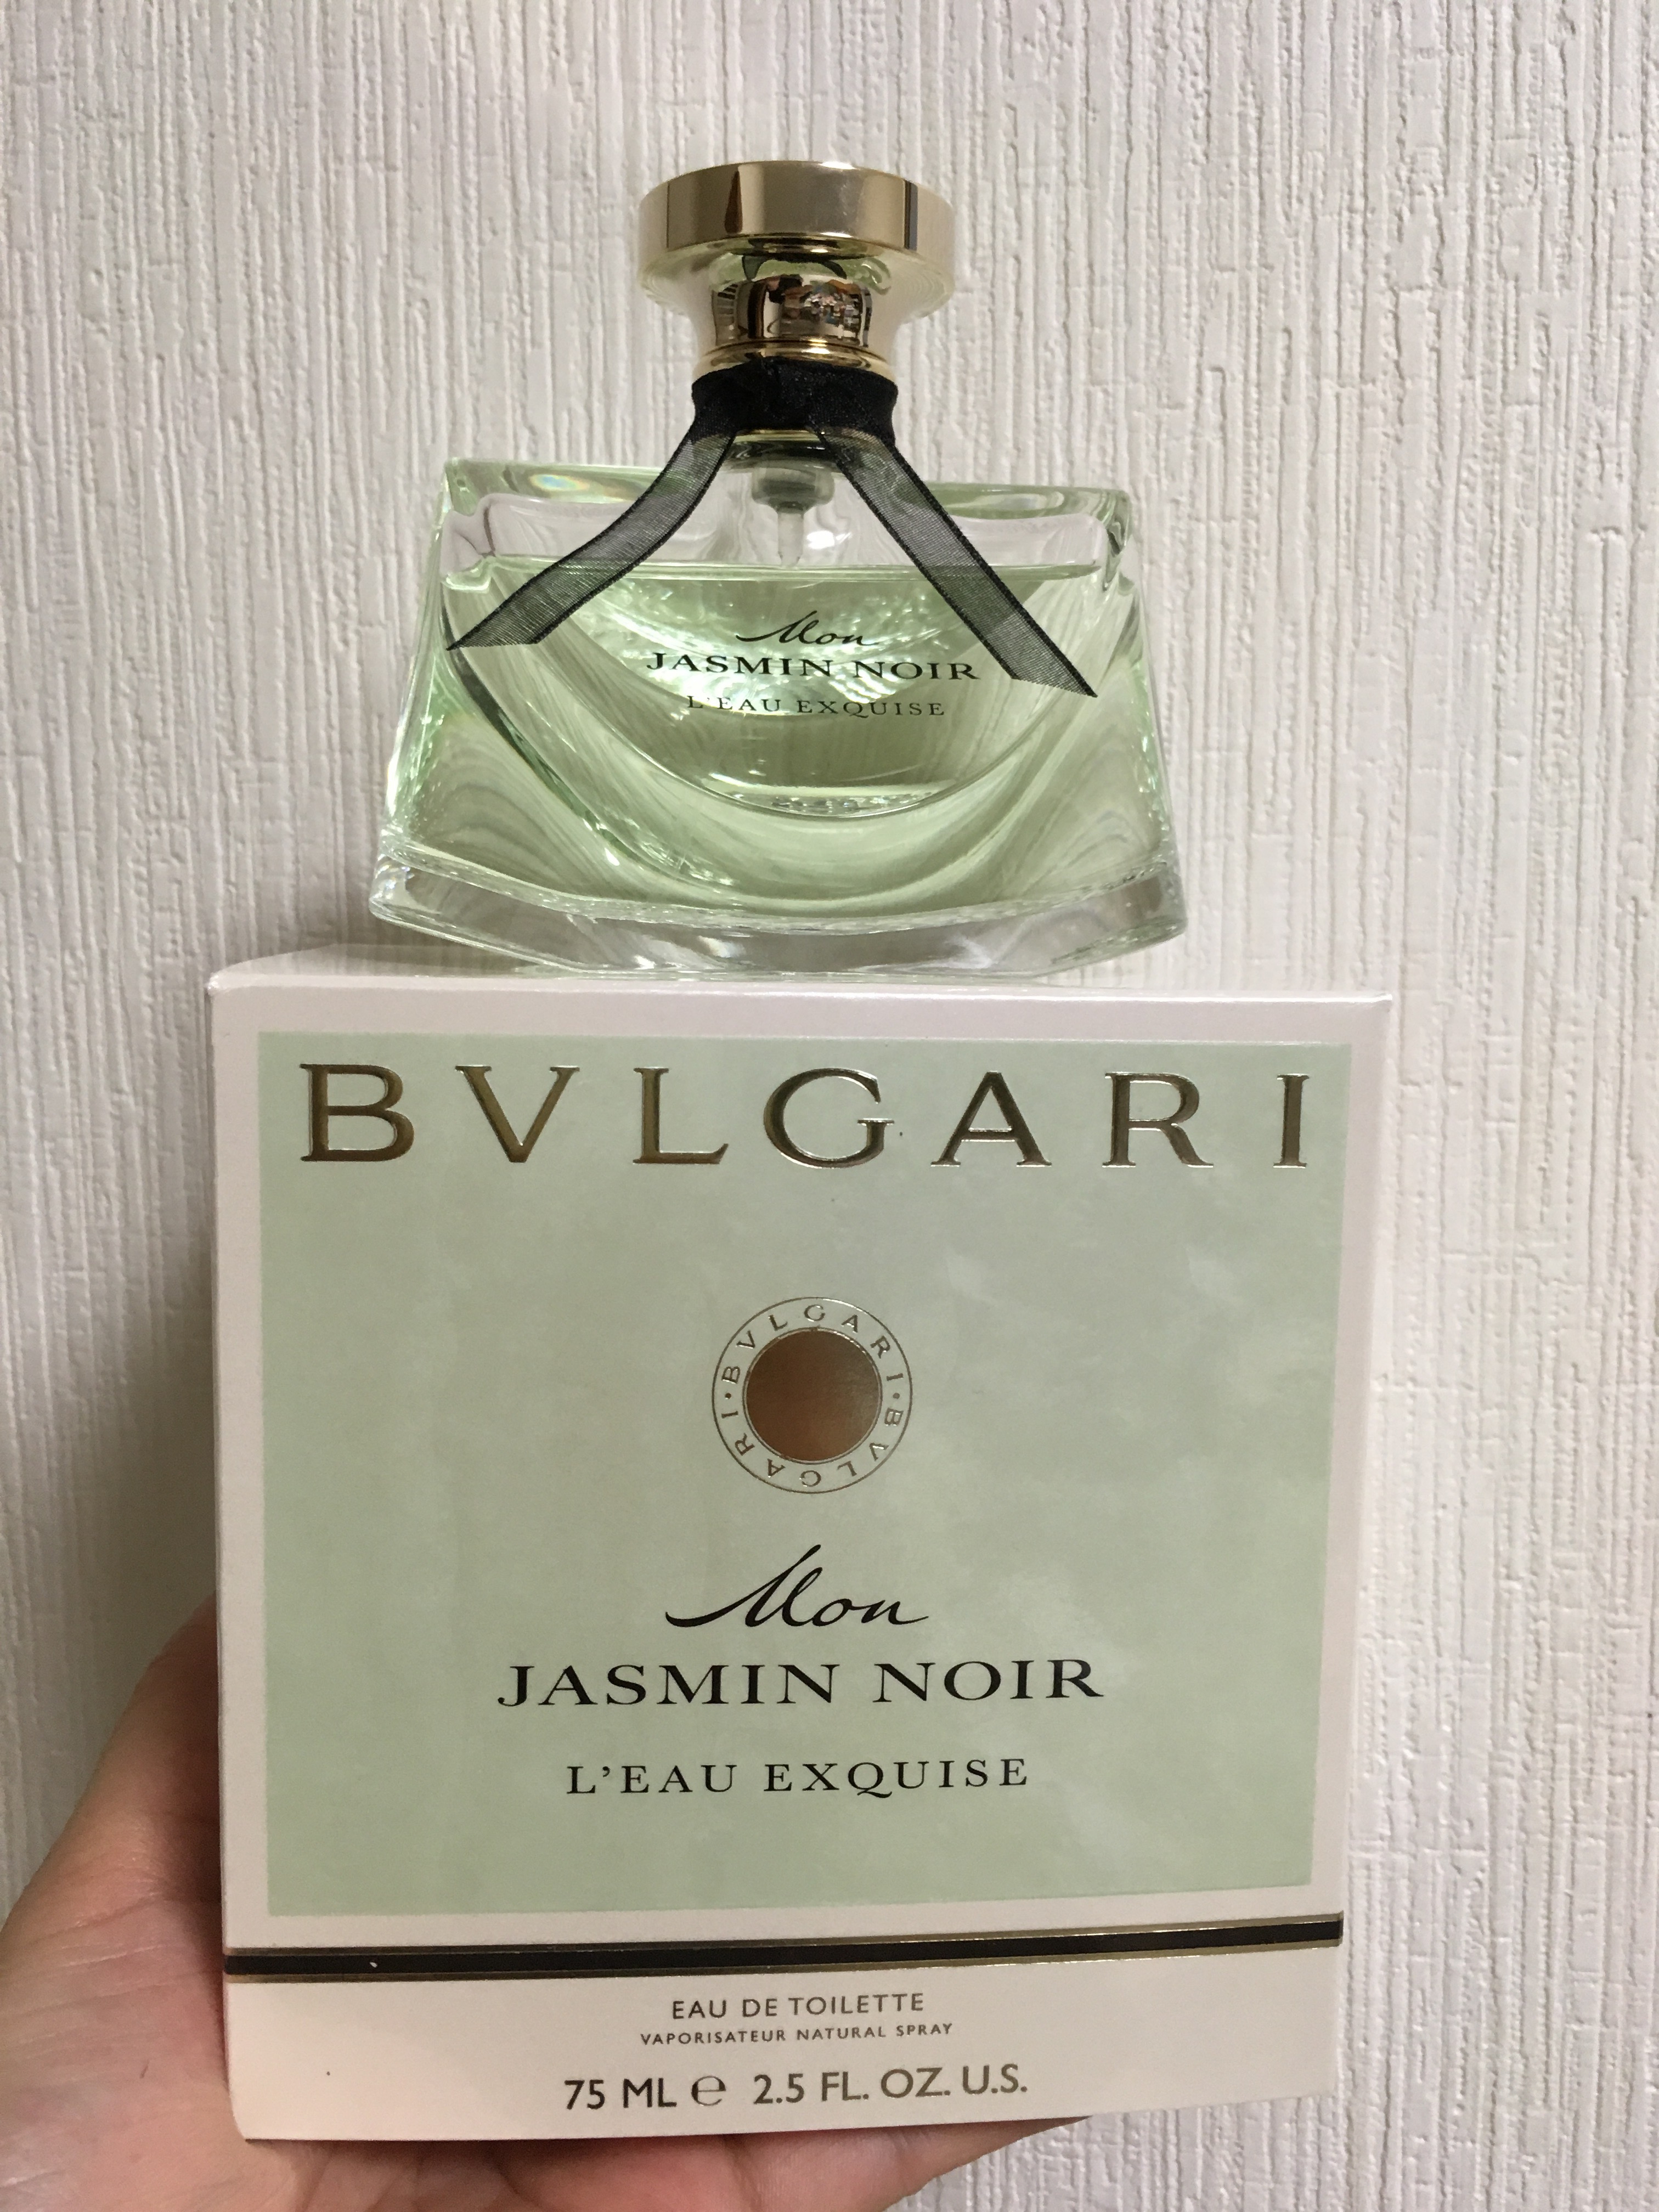 Mon
JASMIN NOIR
L'EAU EXQUISE
BVLGARI
BVLGARI · BVLGARI ·
Mon
JASMIN NOIR
L'EAU EXQUISE
EAU DE TOILETTE
VAPORISATEUR NATURAL SPRAY
75 ML ℮ 2.5 FL. OZ. U.S.